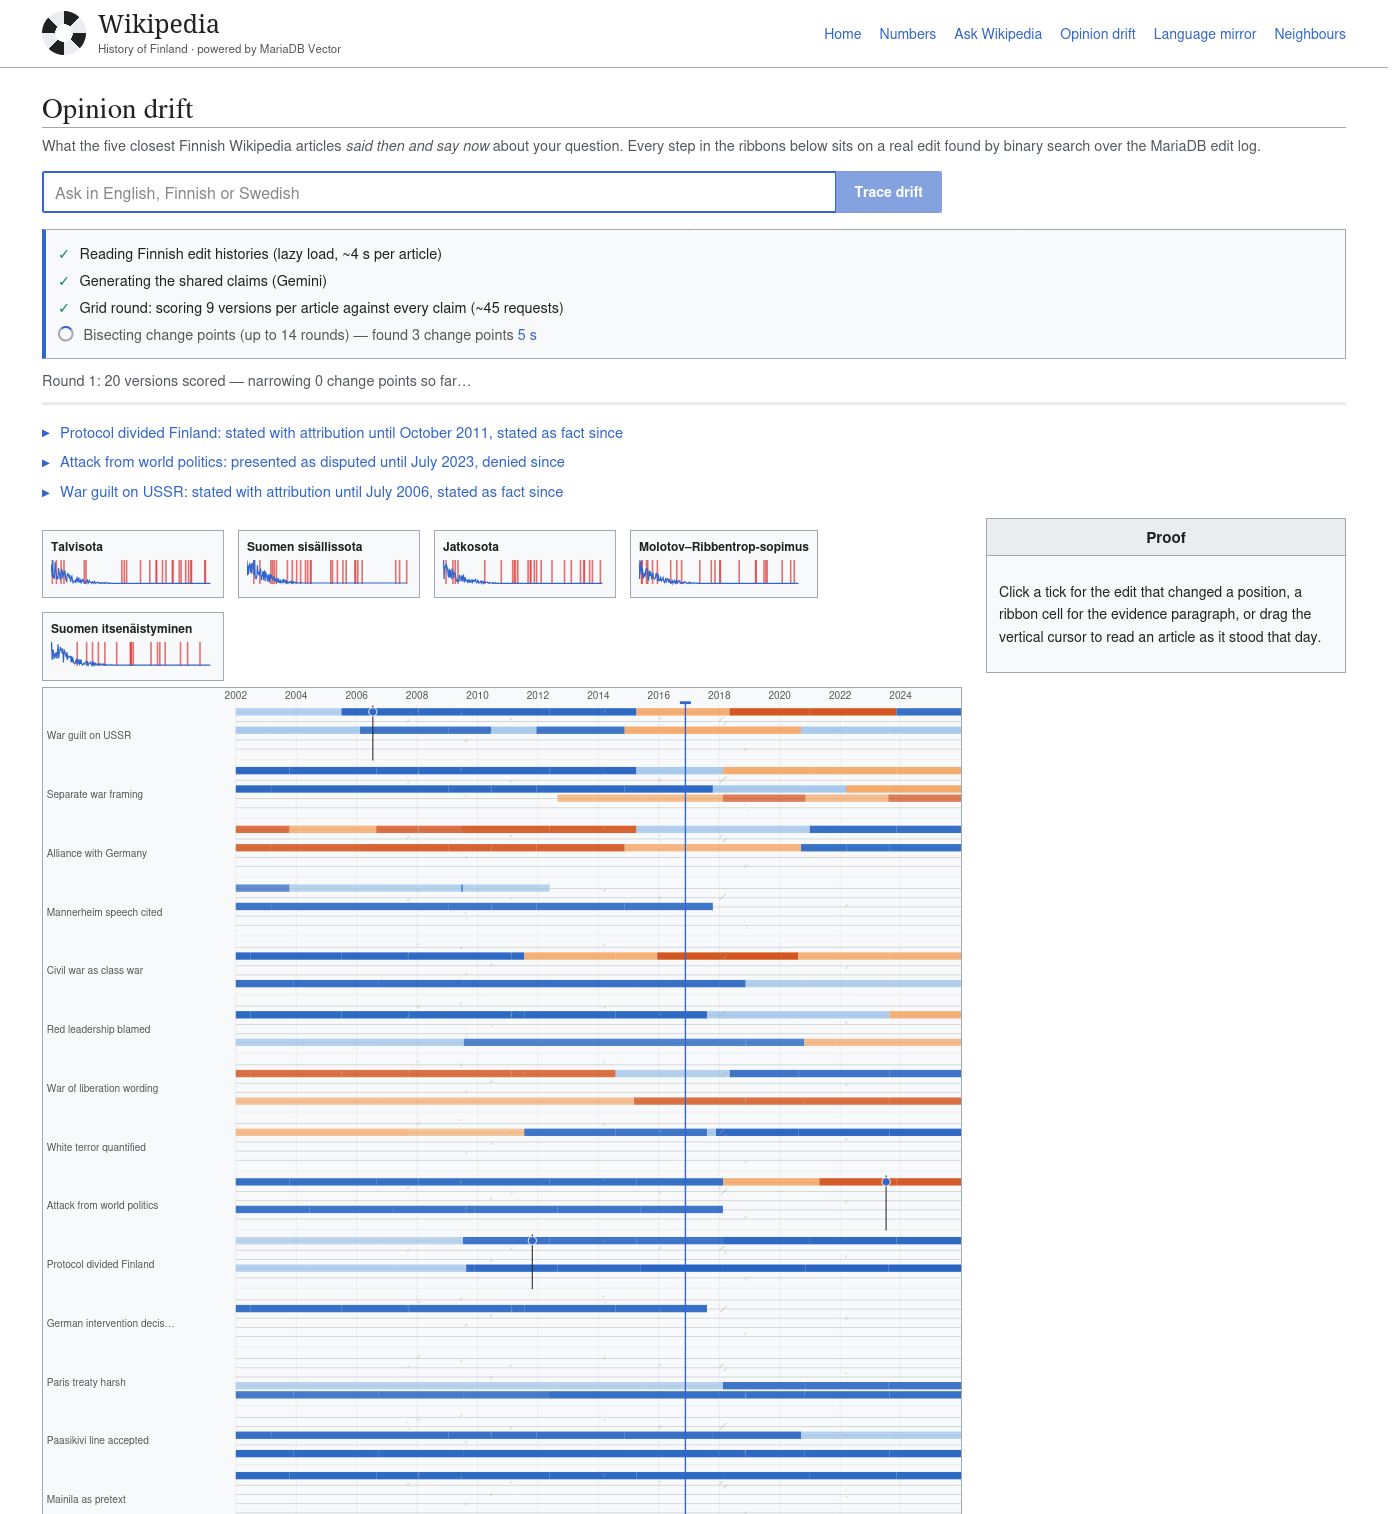 Wikipedia
History of Finland · powered by MariaDB Vector
Home Numbers Ask Wikipedia Opinion drift Language mirror Neighbours
Opinion drift
What the five closest Finnish Wikipedia articles said then and say now about your question. Every step in the ribbons below sits on a real edit found by binary search over the MariaDB edit log.
Ask in English, Finnish or Swedish
Trace drift
✓ Reading Finnish edit histories (lazy load, ~4 s per article)
✓ Generating the shared claims (Gemini)
✓ Grid round: scoring 9 versions per article against every claim (~45 requests)
Bisecting change points (up to 14 rounds) — found 3 change points 5 s
Round 1: 20 versions scored — narrowing 0 change points so far…
▸ Protocol divided Finland: stated with attribution until October 2011, stated as fact since
▸ Attack from world politics: presented as disputed until July 2023, denied since
▸ War guilt on USSR: stated with attribution until July 2006, stated as fact since
Talvisota
Suomen sisällissota
Jatkosota
Molotov–Ribbentrop-sopimus
Suomen itsenäistyminen
Proof
Click a tick for the edit that changed a position, a
ribbon cell for the evidence paragraph, or drag the
vertical cursor to read an article as it stood that day.
2002 2004 2006 2008 2010 2012 2014 2016 2018 2020 2022 2024
War guilt on USSR
Separate war framing
Alliance with Germany
Mannerheim speech cited
Civil war as class war
Red leadership blamed
War of liberation wording
White terror quantified
Attack from world politics
Protocol divided Finland
German intervention decis…
Paris treaty harsh
Paasikivi line accepted
Mainila as pretext